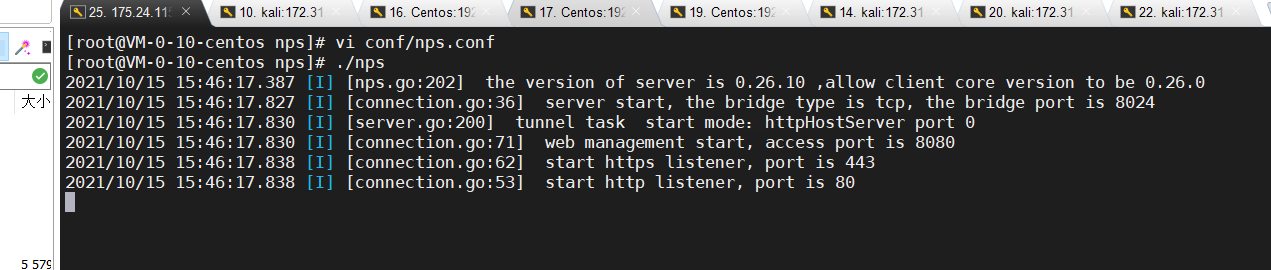 25. 175.24.115
10. kali:172.31
16. Centos:192
17. Centos:192
19. Centos:192
14. kali:172.31
20. kali:172.31
22. kali:172.31
大小
5 579
[root@VM-0-10-centos nps]# vi conf/nps.conf
[root@VM-0-10-centos nps]# ./nps
2021/10/15 15:46:17.387 [I] [nps.go:202]  the version of server is 0.26.10 ,allow client core version to be 0.26.0
2021/10/15 15:46:17.827 [I] [connection.go:36]  server start, the bridge type is tcp, the bridge port is 8024
2021/10/15 15:46:17.830 [I] [server.go:200]  tunnel task  start mode：httpHostServer port 0
2021/10/15 15:46:17.830 [I] [connection.go:71]  web management start, access port is 8080
2021/10/15 15:46:17.838 [I] [connection.go:62]  start https listener, port is 443
2021/10/15 15:46:17.838 [I] [connection.go:53]  start http listener, port is 80